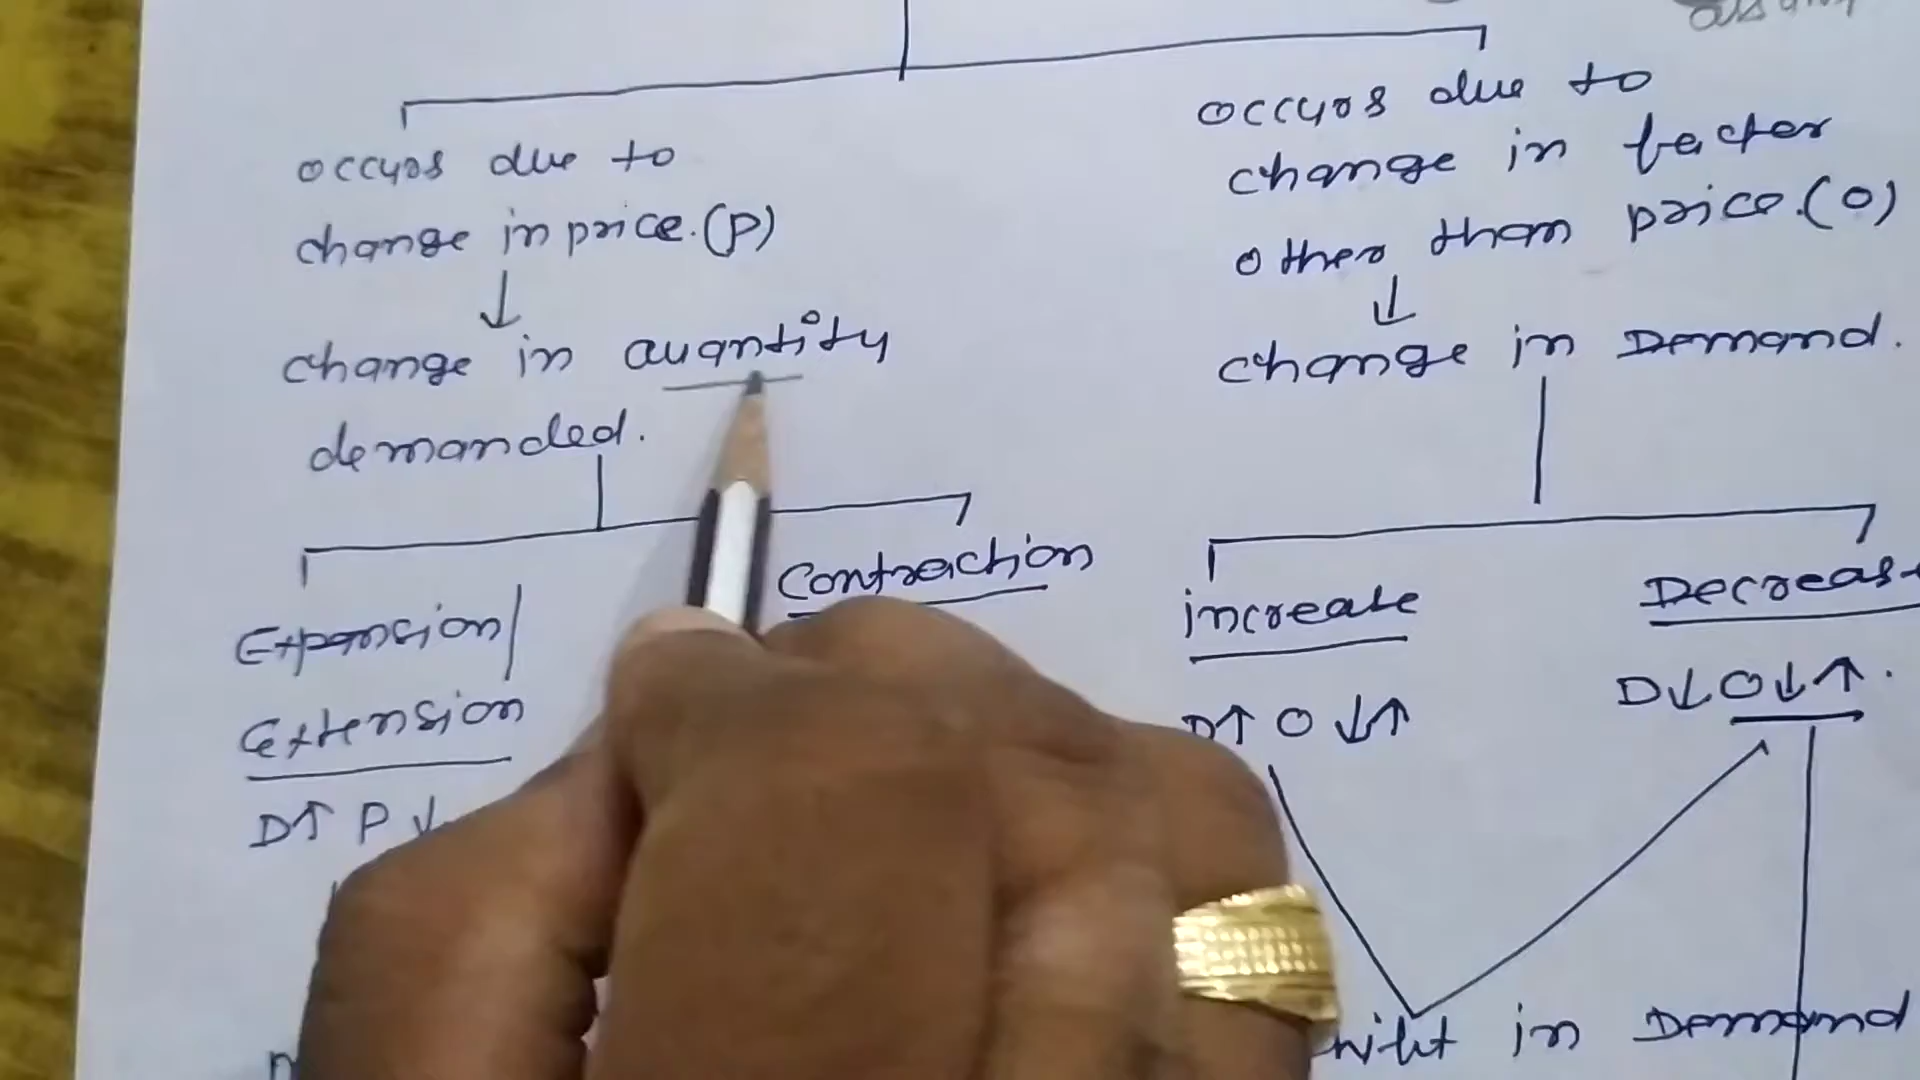 occurs due to
change in price.(P)
↓
change in quantity
demanded.
Expansion/
Extension
D↑ P↓
Contraction
occurs due to
change in factor
other than price.(O)
↓
change in Demand.
increase
D↑ O↓↑
Decreas
D↓O↓↑.
in Demand